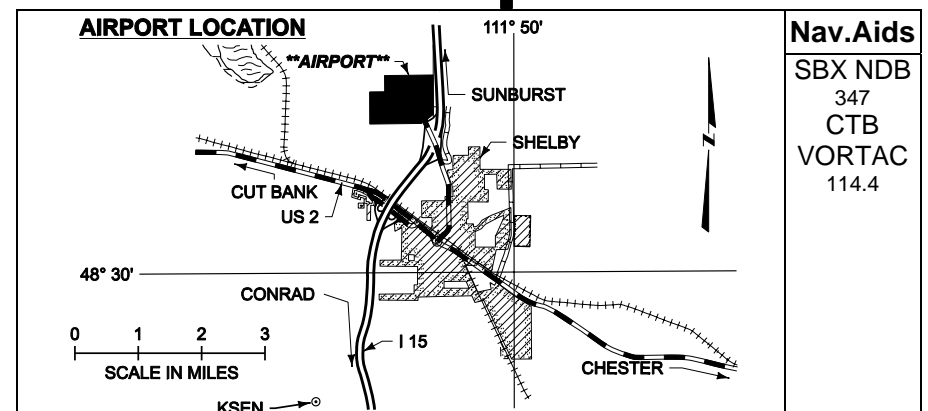 AIRPORT LOCATION
111° 50'
**AIRPORT**
SUNBURST
SHELBY
CUT BANK
US 2
48° 30'
CONRAD
0 1 2 3
I 15
SCALE IN MILES
CHESTER
KSEN
N
Nav.Aids
SBX NDB
347
CTB
VORTAC
114.4